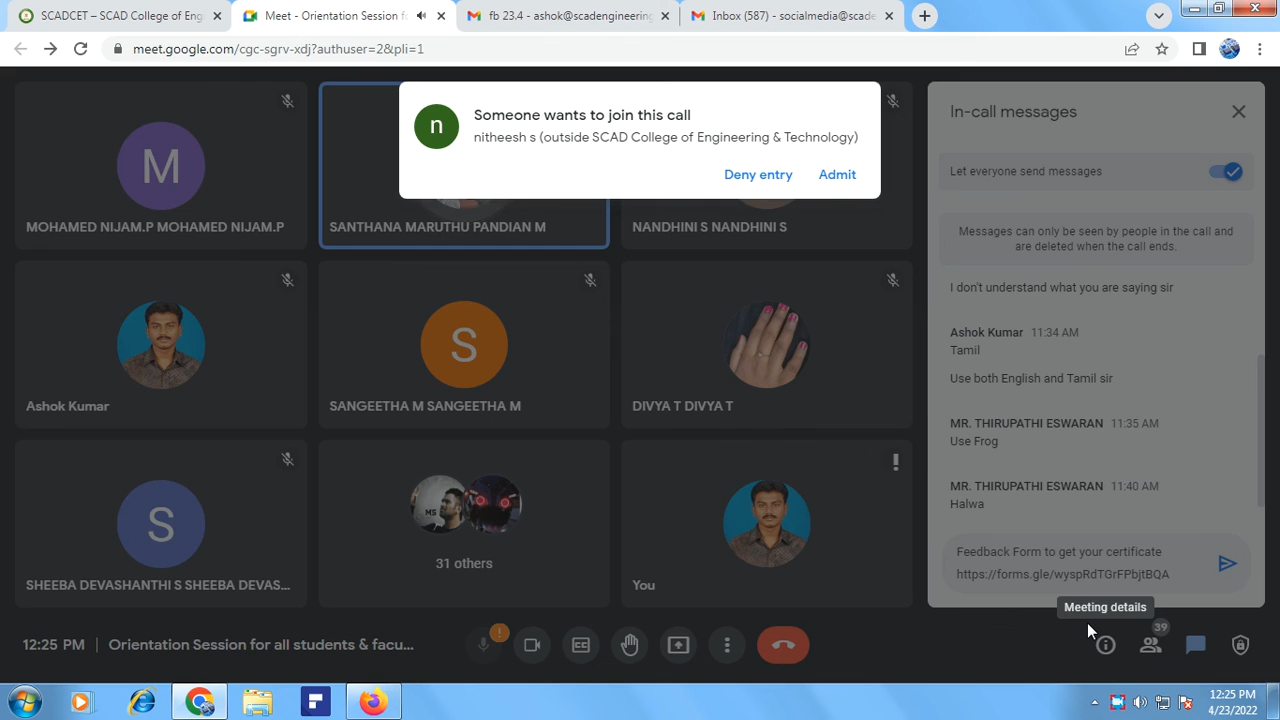 SCADCET – SCAD College of Eng
Meet - Orientation Session fo
fb 23.4 - ashok@scadengineering
Inbox (587) - socialmedia@scade
meet.google.com/cgc-sgrv-xdj?authuser=2&pli=1
n
Someone wants to join this call
nitheesh s (outside SCAD College of Engineering & Technology)
Deny entry
Admit
M
MOHAMED NIJAM.P MOHAMED NIJAM.P
SANTHANA MARUTHU PANDIAN M
NANDHINI S NANDHINI S
Ashok Kumar
S
SANGEETHA M SANGEETHA M
DIVYA T DIVYA T
S
SHEEBA DEVASHANTHI S SHEEBA DEVAS...
MS
31 others
You
In-call messages
Let everyone send messages
Messages can only be seen by people in the call and
are deleted when the call ends.
I don't understand what you are saying sir
Ashok Kumar 11:34 AM
Tamil
Use both English and Tamil sir
MR. THIRUPATHI ESWARAN 11:35 AM
Use Frog
MR. THIRUPATHI ESWARAN 11:40 AM
Halwa
Feedback Form to get your certificate
https://forms.gle/wyspRdTGrFPbjtBQA
Meeting details
12:25 PM | Orientation Session for all students & facu...
39
12:25 PM
4/23/2022